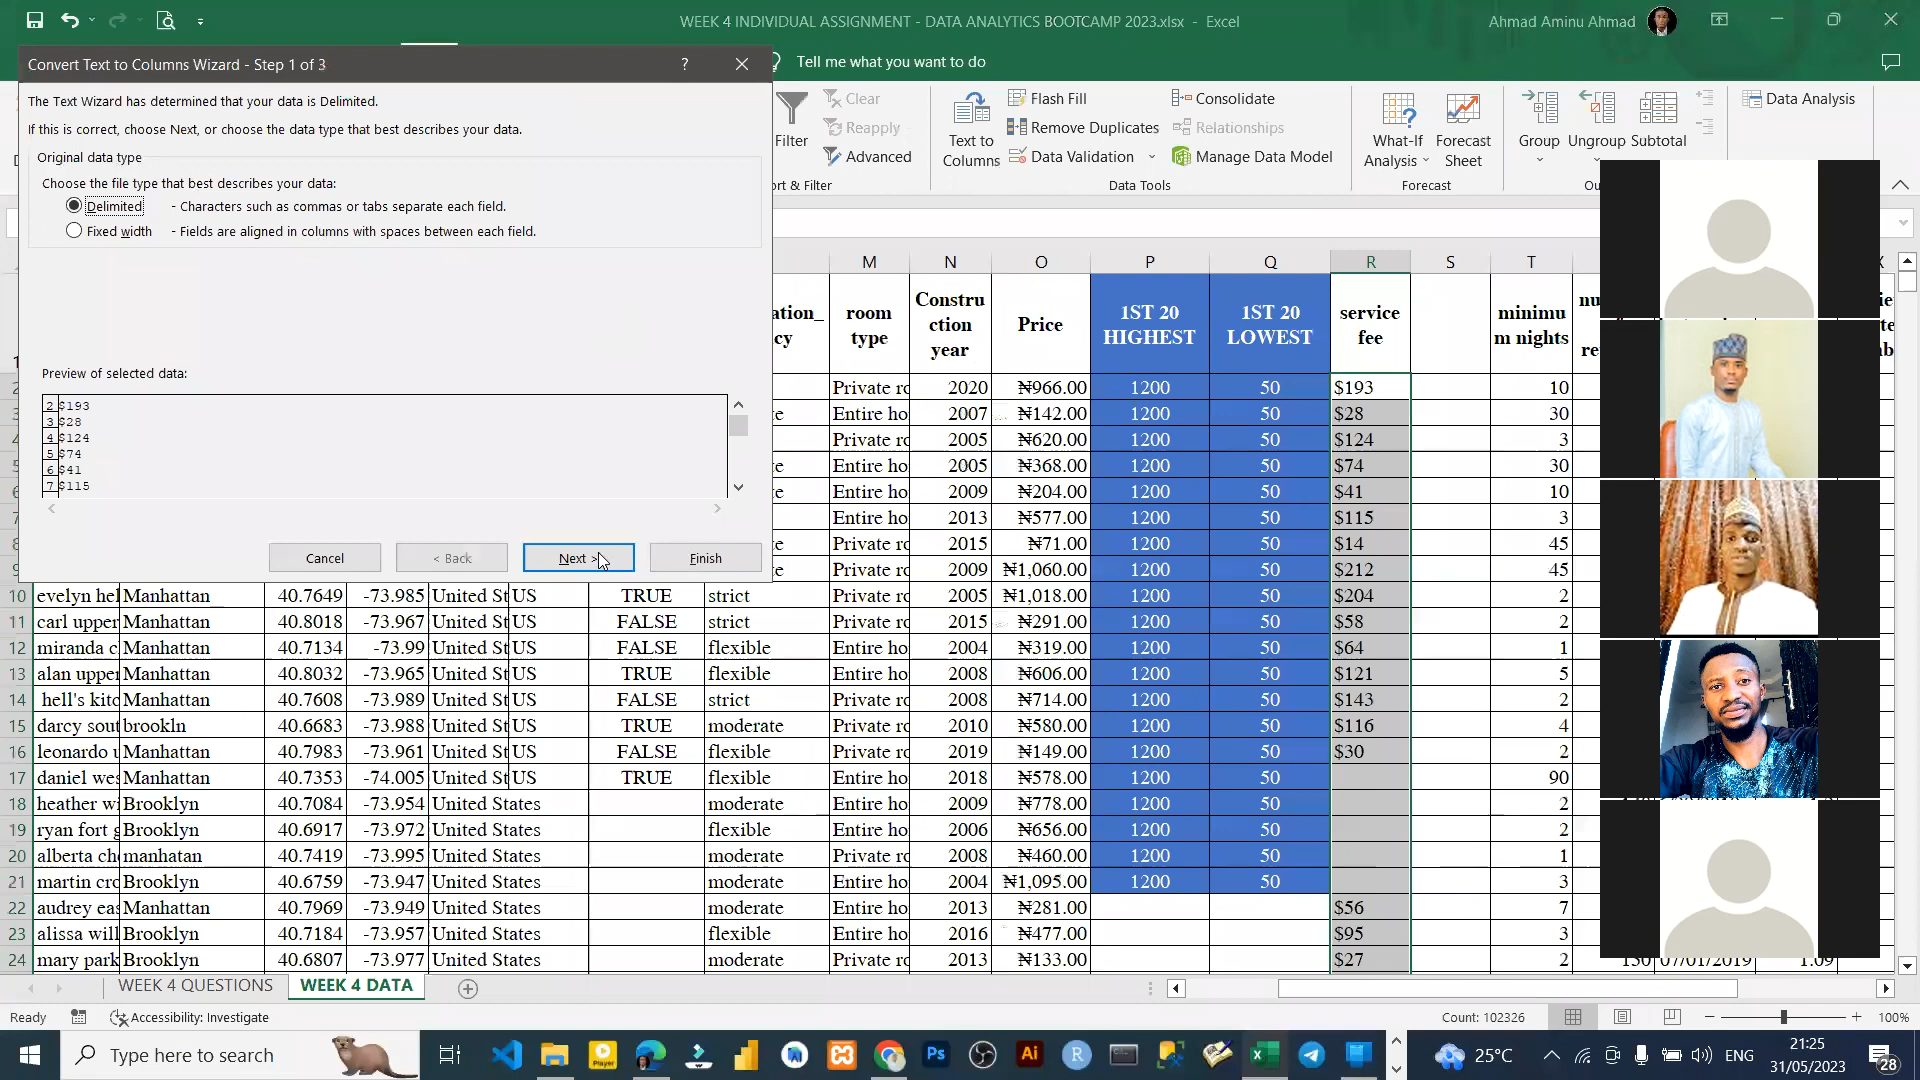 WEEK 4 INDIVIDUAL ASSIGNMENT - DATA ANALYTICS BOOTCAMP 2023.xlsx - Excel
Ahmad Aminu Ahmad
Convert Text to Columns Wizard - Step 1 of 3
?
Tell me what you want to do
The Text Wizard has determined that your data is Delimited.
If this is correct, choose Next, or choose the data type that best describes your data.
Original data type
Choose the file type that best describes your data:
Delimited - Characters such as commas or tabs separate each field.
Fixed width - Fields are aligned in columns with spaces between each field.
Preview of selected data:
2 $193
3 $28
4 $124
5 $74
6 $41
7 $115
Cancel < Back Next > Finish
Filter
Clear
Reapply
Advanced
rt & Filter
Text to Columns
Flash Fill
Remove Duplicates
Data Validation
Consolidate
Relationships
Manage Data Model
Data Tools
What-If Analysis
Forecast Sheet
Forecast
Group
Ungroup
Subtotal
Data Analysis
M N O P Q R S T
room type Construction year Price 1ST 20 HIGHEST 1ST 20 LOWEST service fee minimum nights
Private ro 2020 ₦966.00 1200 50 $193 10
Entire ho 2007 ₦142.00 1200 50 $28 30
Private ro 2005 ₦620.00 1200 50 $124 3
Entire ho 2005 ₦368.00 1200 50 $74 30
Entire ho 2009 ₦204.00 1200 50 $41 10
Entire ho 2013 ₦577.00 1200 50 $115 3
Private ro 2015 ₦71.00 1200 50 $14 45
Private ro 2009 ₦1,060.00 1200 50 $212 45
10 evelyn hel Manhattan 40.7649 -73.985 United St US TRUE strict Private ro 2005 ₦1,018.00 1200 50 $204 2
11 carl upper Manhattan 40.8018 -73.967 United St US FALSE strict Private ro 2015 ₦291.00 1200 50 $58 2
12 miranda c Manhattan 40.7134 -73.99 United St US FALSE flexible Entire ho 2004 ₦319.00 1200 50 $64 1
13 alan upper Manhattan 40.8032 -73.965 United St US TRUE flexible Entire ho 2008 ₦606.00 1200 50 $121 5
14 hell's kitc Manhattan 40.7608 -73.989 United St US FALSE strict Private ro 2008 ₦714.00 1200 50 $143 2
15 darcy sout brookln 40.6683 -73.988 United St US TRUE moderate Private ro 2010 ₦580.00 1200 50 $116 4
16 leonardo u Manhattan 40.7983 -73.961 United St US FALSE flexible Private ro 2019 ₦149.00 1200 50 $30 2
17 daniel wes Manhattan 40.7353 -74.005 United St US TRUE flexible Entire ho 2018 ₦578.00 1200 50 90
18 heather wi Brooklyn 40.7084 -73.954 United States moderate Entire ho 2009 ₦778.00 1200 50 2
19 ryan fort g Brooklyn 40.6917 -73.972 United States flexible Entire ho 2006 ₦656.00 1200 50 2
20 alberta che manhatan 40.7419 -73.995 United States moderate Private ro 2008 ₦460.00 1200 50 1
21 martin cro Brooklyn 40.6759 -73.947 United States moderate Entire ho 2004 ₦1,095.00 1200 50 3
22 audrey eas Manhattan 40.7969 -73.949 United States moderate Entire ho 2013 ₦281.00 $56 7
23 alissa will Brooklyn 40.7184 -73.957 United States flexible Entire ho 2016 ₦477.00 $95 3
24 mary park Brooklyn 40.6807 -73.977 United States moderate Private ro 2013 ₦133.00 $27 2
WEEK 4 QUESTIONS WEEK 4 DATA
Ready Accessibility: Investigate Count: 102326 100%
Type here to search
Player
Ps
Ai
R
25°C
ENG
21:25
31/05/2023
28